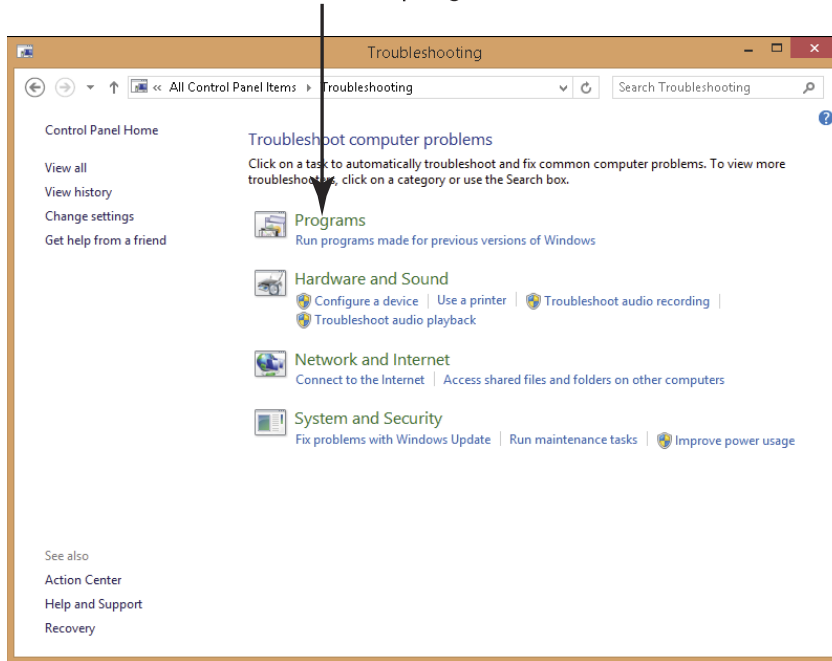 Troubleshooting
« All Control Panel Items Troubleshooting
Search Troubleshooting
Control Panel Home
View all
View history
Change settings
Get help from a friend
Troubleshoot computer problems
Click on a task to automatically troubleshoot and fix common computer problems. To view more
troubleshooters, click on a category or use the Search box.
Programs
Run programs made for previous versions of Windows
Hardware and Sound
Configure a device | Use a printer | Troubleshoot audio recording |
Troubleshoot audio playback
Network and Internet
Connect to the Internet | Access shared files and folders on other computers
System and Security
Fix problems with Windows Update | Run maintenance tasks | Improve power usage
See also
Action Center
Help and Support
Recovery